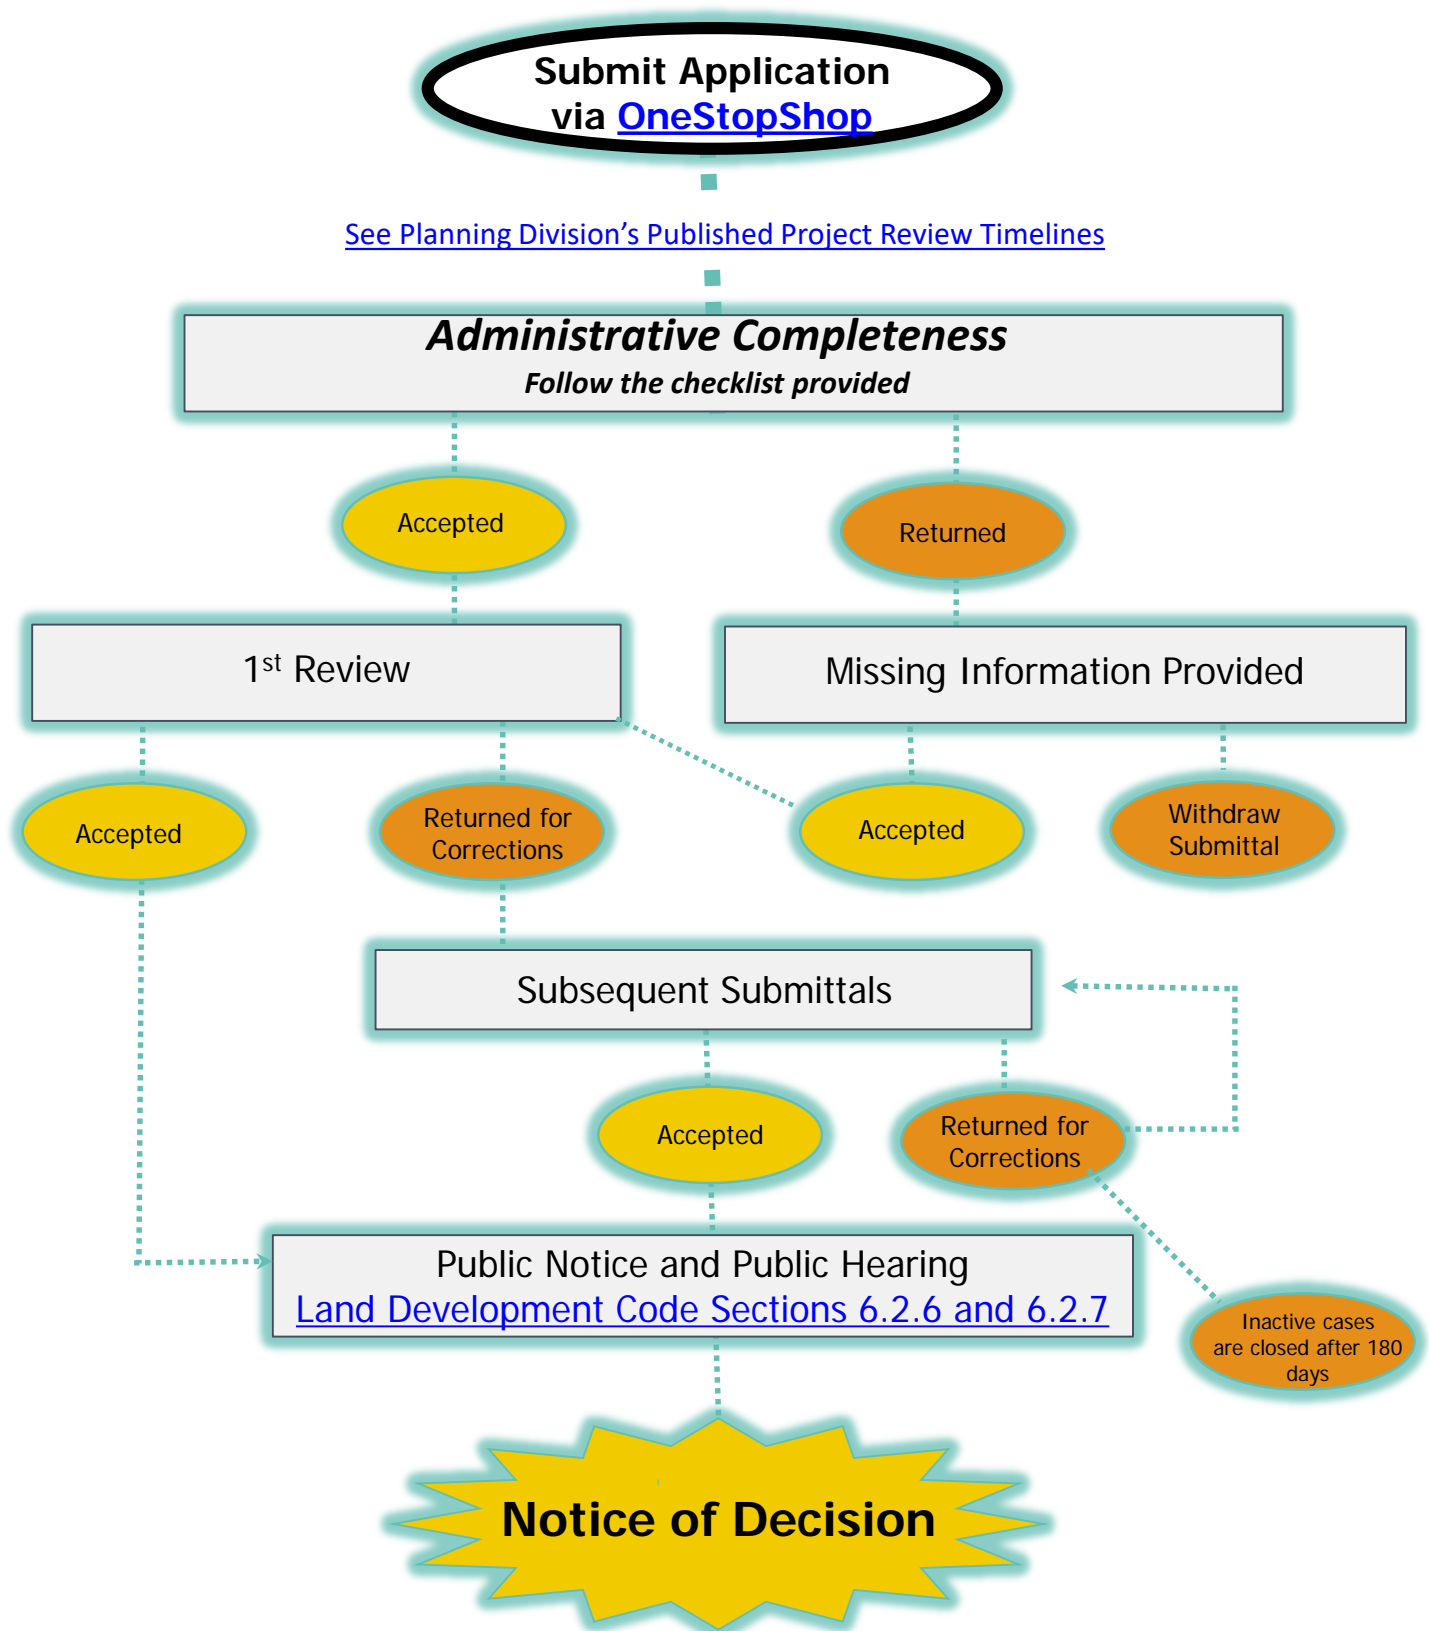 Submit Application
via OneStopShop
See Planning Division’s Published Project Review Timelines
Administrative Completeness
Follow the checklist provided
Accepted
Returned
1st Review
Missing Information Provided
Accepted
Returned for
Corrections
Accepted
Withdraw
Submittal
Subsequent Submittals
Accepted
Returned for
Corrections
Public Notice and Public Hearing
Land Development Code Sections 6.2.6 and 6.2.7
Inactive cases
are closed after 180
days
Notice of Decision